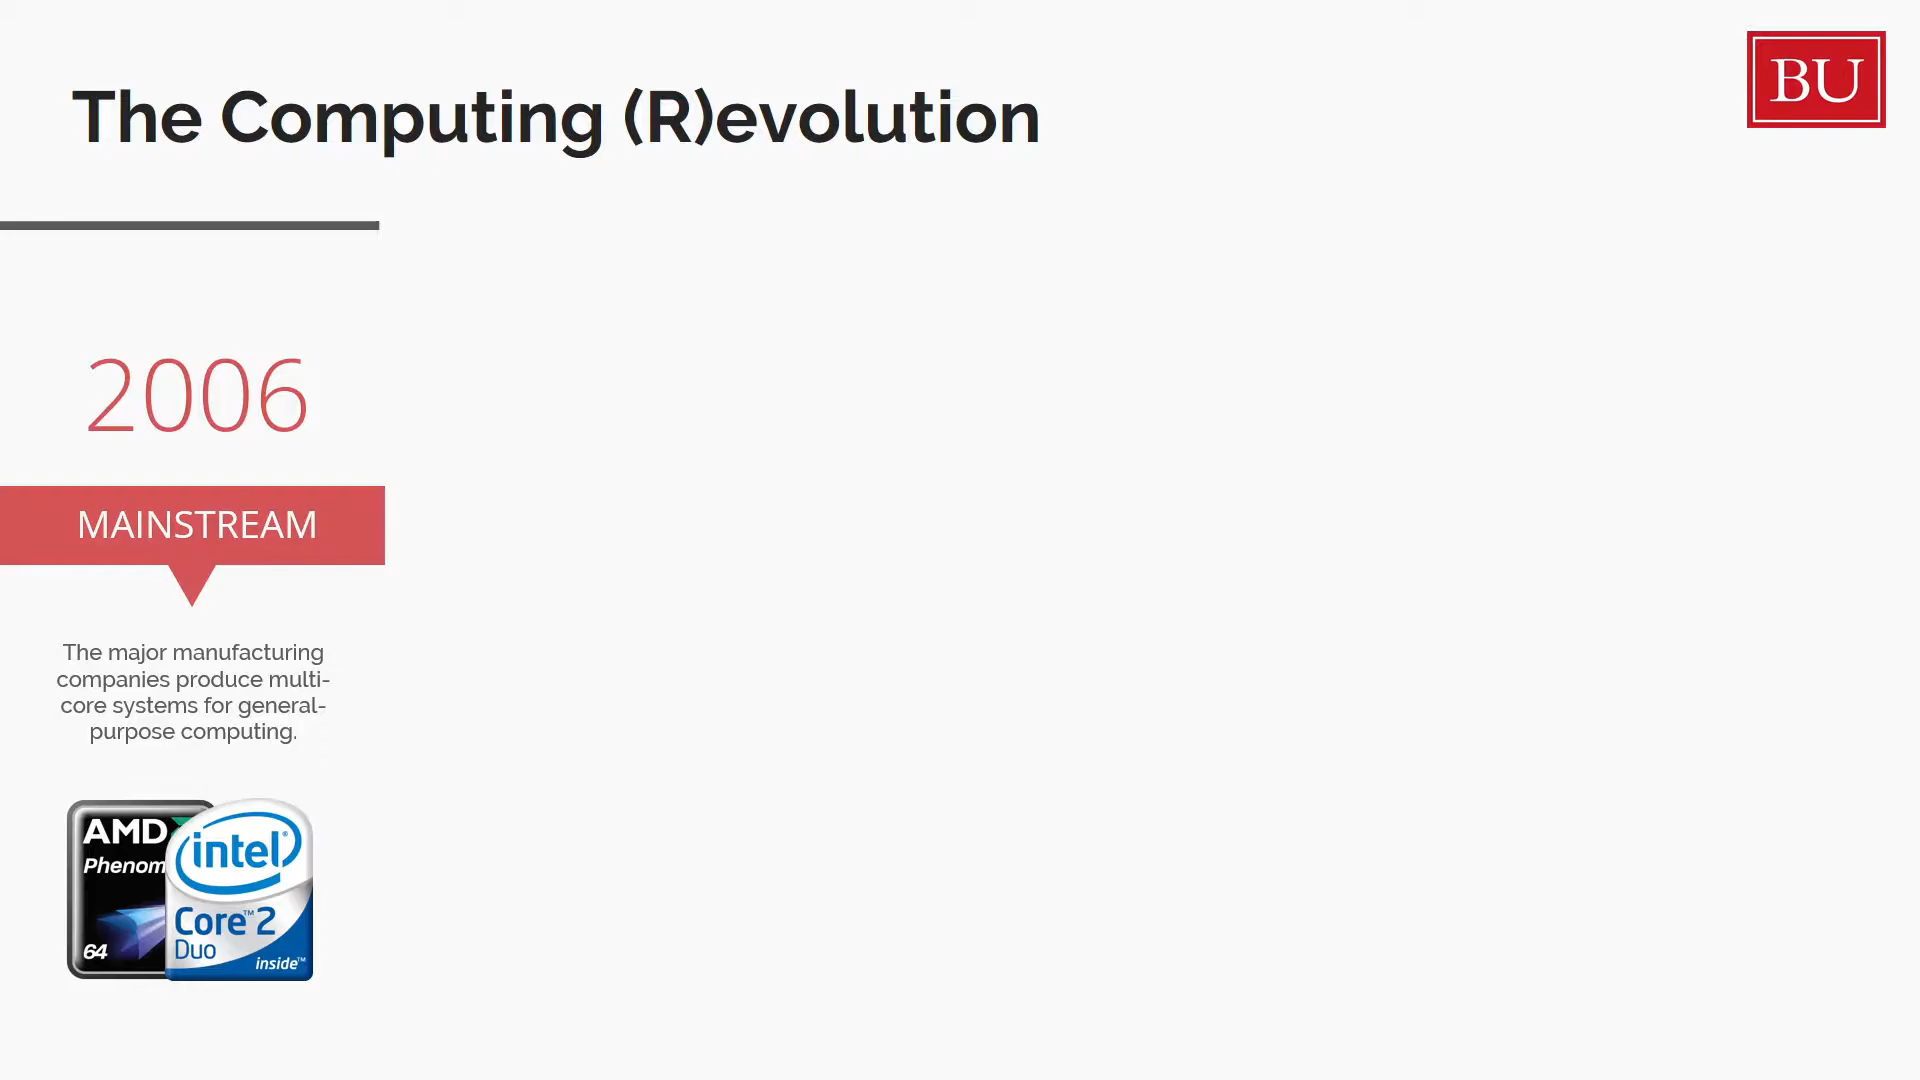 The Computing (R)evolution
BU
2006
MAINSTREAM
The major manufacturing
companies produce multi-
core systems for general-
purpose computing.
AMD
Phenom
64
intel®
Core™2
Duo
inside™